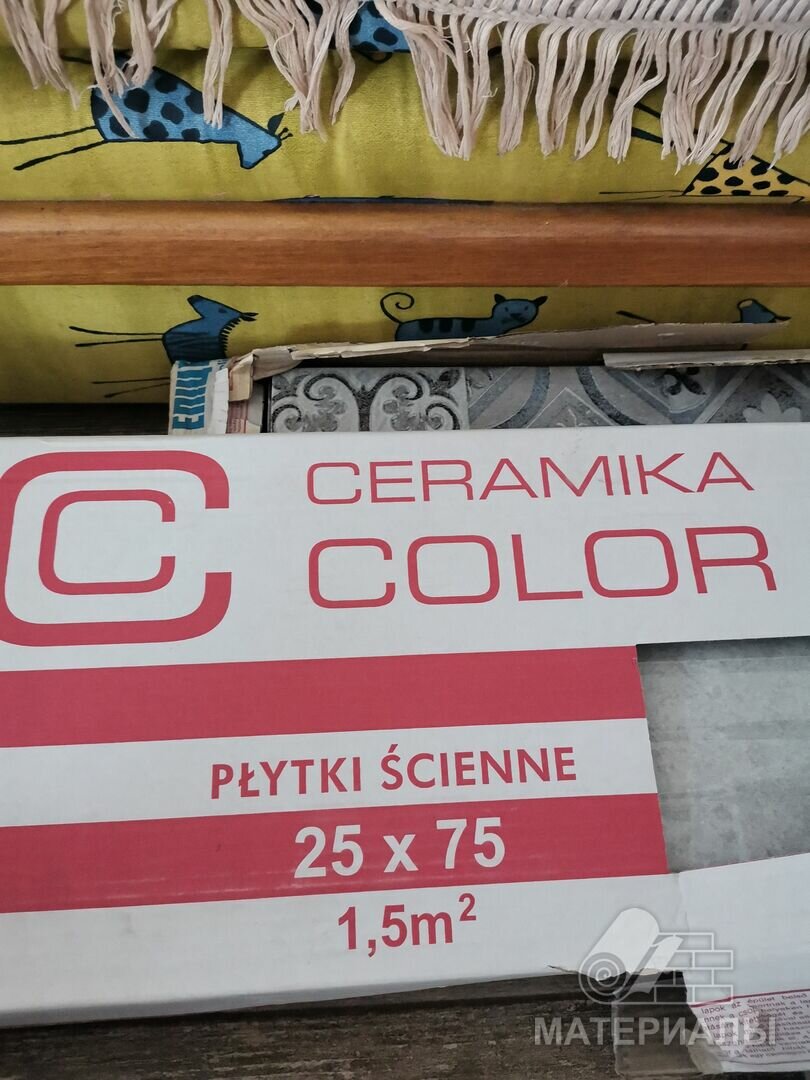 CERAMIKA
COLOR
PŁYTKI ŚCIENNE
25 x 75
1,5m²
МАТЕРИАЛЫ